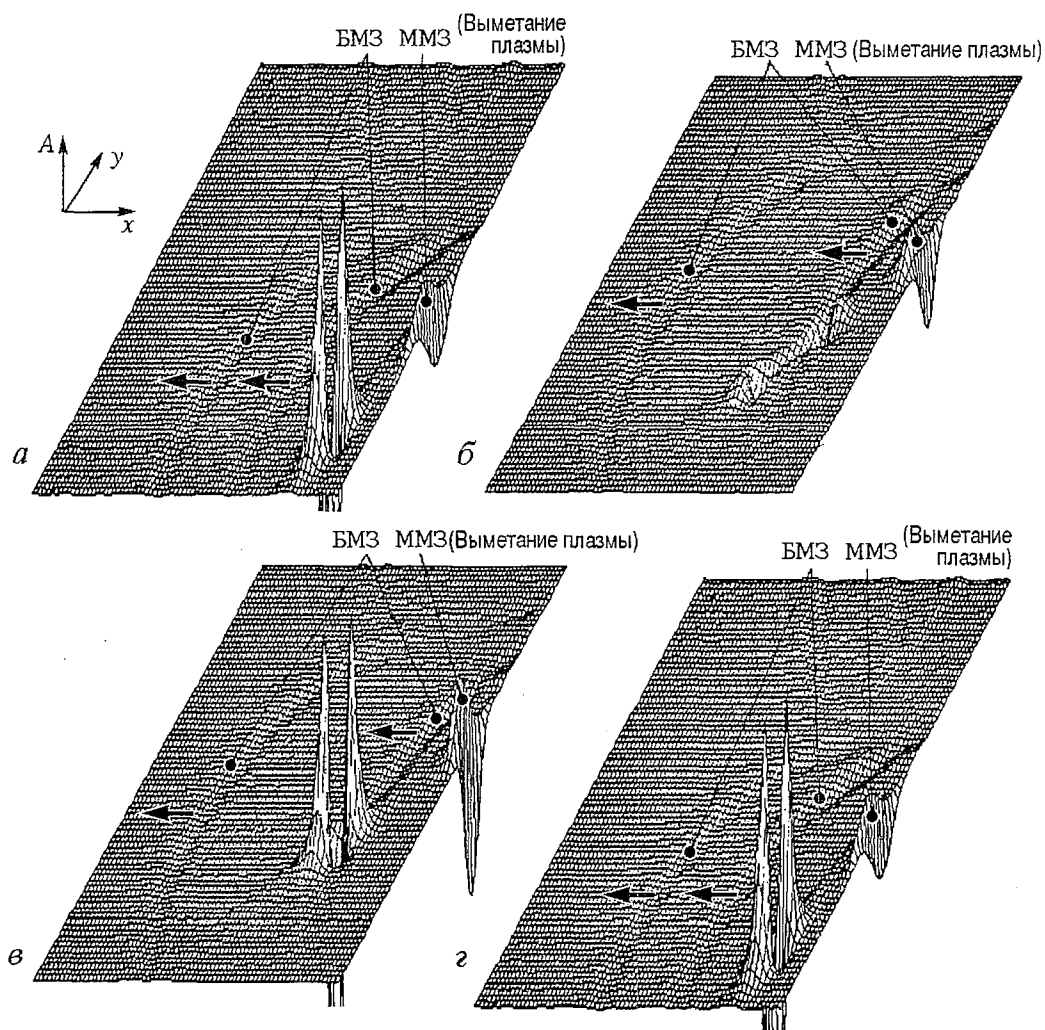 БМЗ ММЗ (Выметание
плазмы)
БМЗ ММЗ (Выметание плазмы)
A
y
x
а
б
БМЗ ММЗ (Выметание плазмы)
БМЗ ММЗ (Выметание
плазмы)
в
г